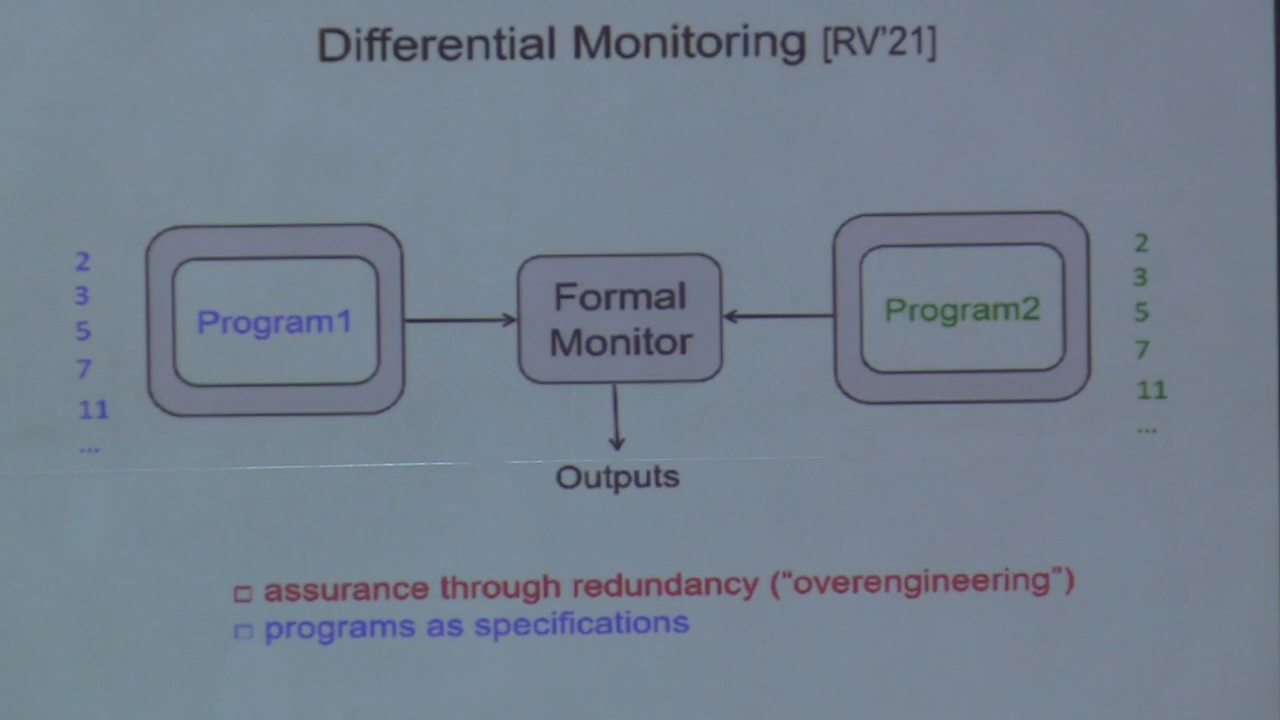 Differential Monitoring [RV'21]
2
3
5
7
11
...
Program1
Formal
Monitor
Program2
2
3
5
7
11
...
Outputs
assurance through redundancy ("overengineering")
programs as specifications